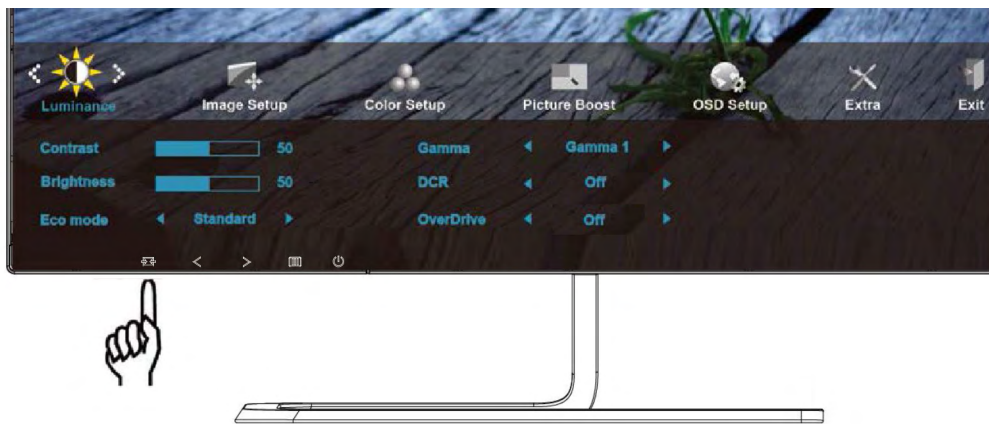 Luminance Image Setup Color Setup Picture Boost OSD Setup Extra Exit
Contrast 50 Gamma Gamma 1
Brightness 50 DCR Off
Eco mode Standard OverDrive Off